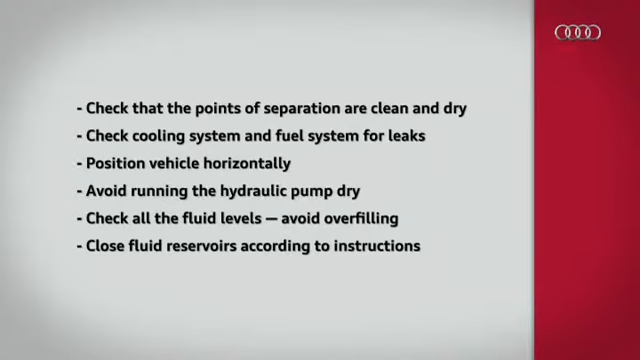 - Check that the points of separation are clean and dry
- Check cooling system and fuel system for leaks
- Position vehicle horizontally
- Avoid running the hydraulic pump dry
- Check all the fluid levels — avoid overfilling
- Close fluid reservoirs according to instructions